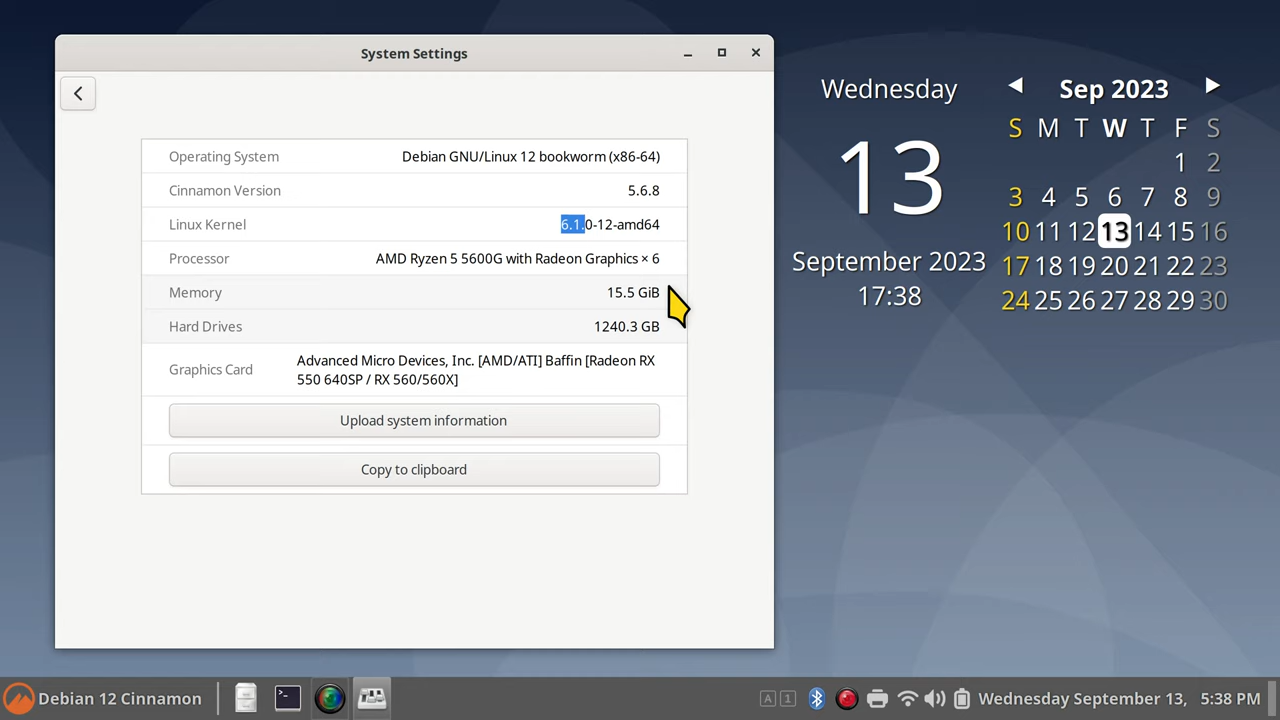 System Settings
Operating System Debian GNU/Linux 12 bookworm (x86-64)
Cinnamon Version 5.6.8
Linux Kernel 6.1.0-12-amd64
Processor AMD Ryzen 5 5600G with Radeon Graphics × 6
Memory 15.5 GiB
Hard Drives 1240.3 GB
Graphics Card Advanced Micro Devices, Inc. [AMD/ATI] Baffin [Radeon RX
550 640SP / RX 560/560X]
Upload system information
Copy to clipboard
Wednesday
13
September 2023
17:38
Sep 2023
S M T W T F S
1 2
3 4 5 6 7 8 9
10 11 12 13 14 15 16
17 18 19 20 21 22 23
24 25 26 27 28 29 30
Debian 12 Cinnamon
A 1
Wednesday September 13, 5:38 PM